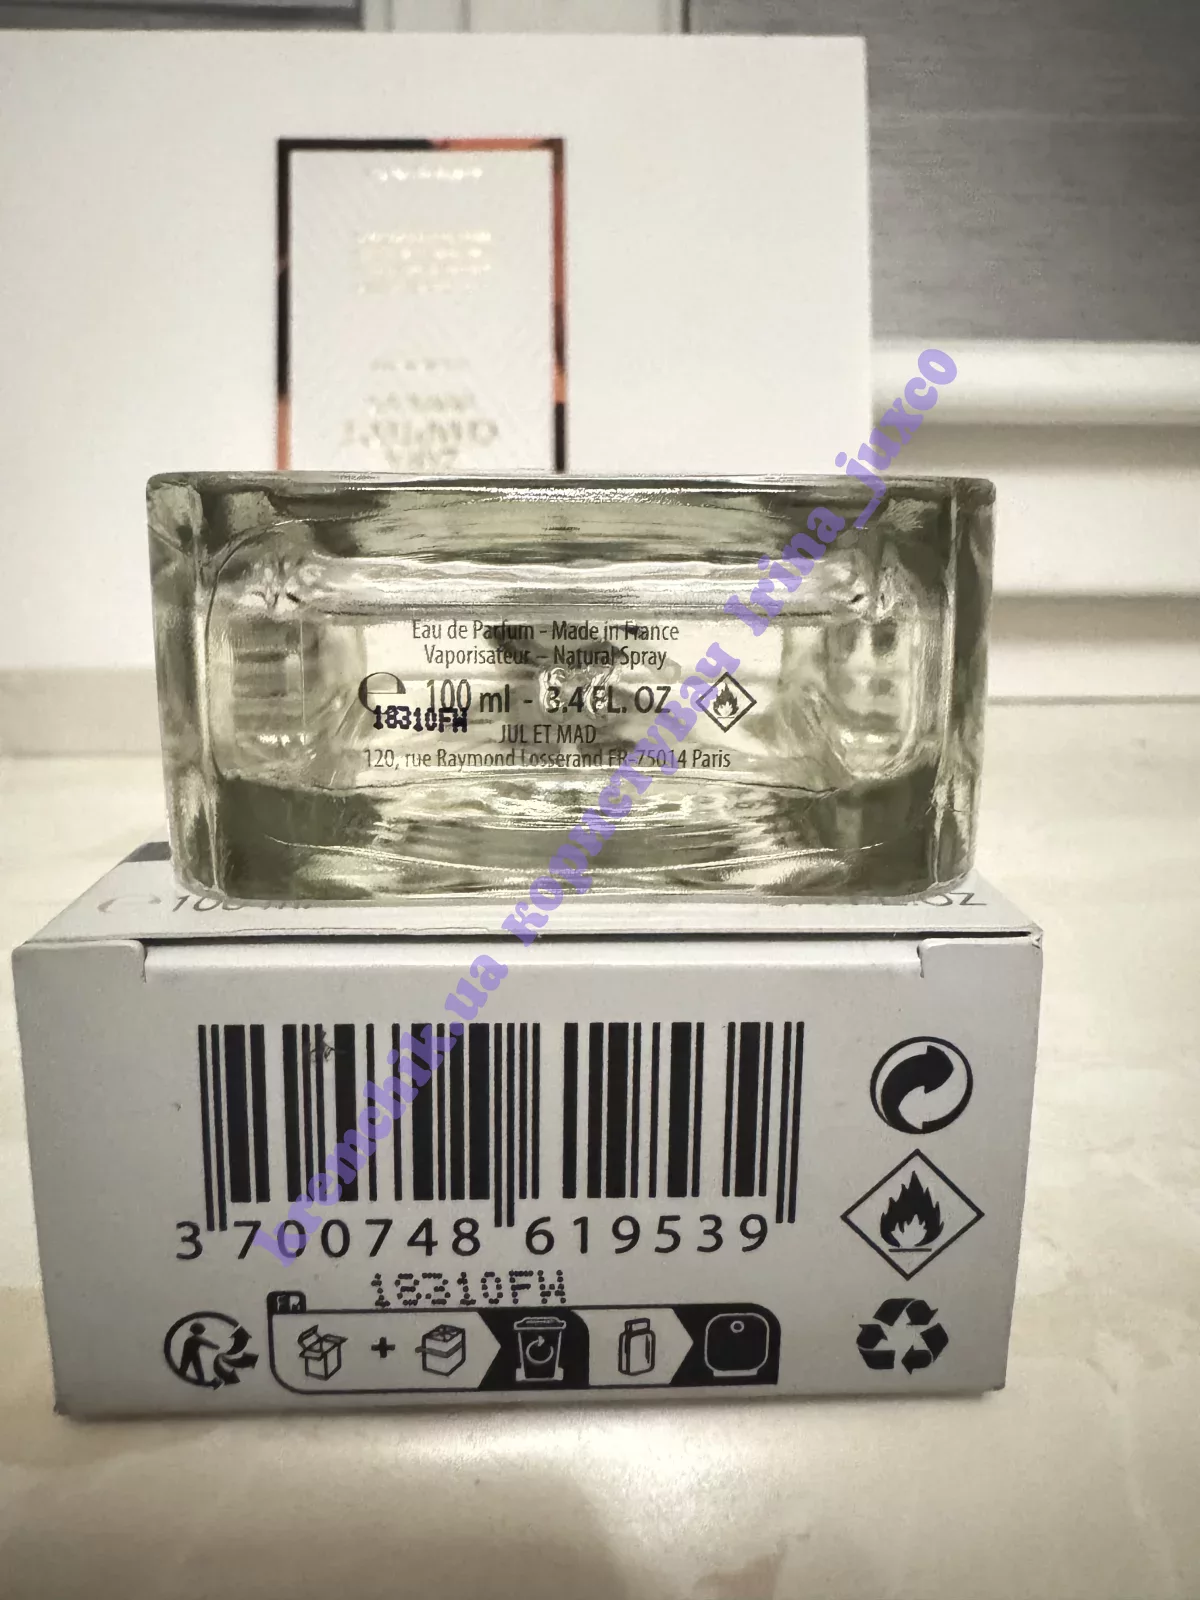 Eau de Parfum - Made in France
Vaporisateur - Natural Spray
e 100 ml - 3.4 FL. OZ
18310FW
JUL ET MAD
120, rue Raymond Losserand FR-75014 Paris
3 700748 619539
18310FW
FR
bremchik.ua користувач Irina_juxco